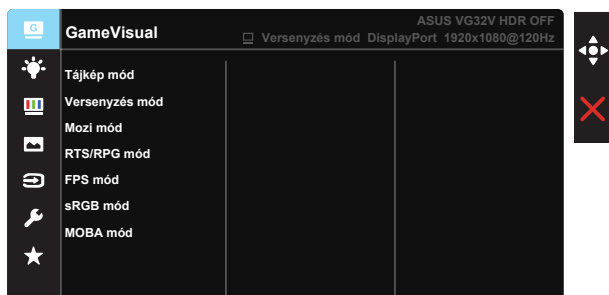 G
GameVisual
ASUS VG32V HDR OFF
Versenyzés mód DisplayPort 1920x1080@120Hz
Tájkép mód
Versenyzés mód
Mozi mód
RTS/RPG mód
FPS mód
sRGB mód
MOBA mód